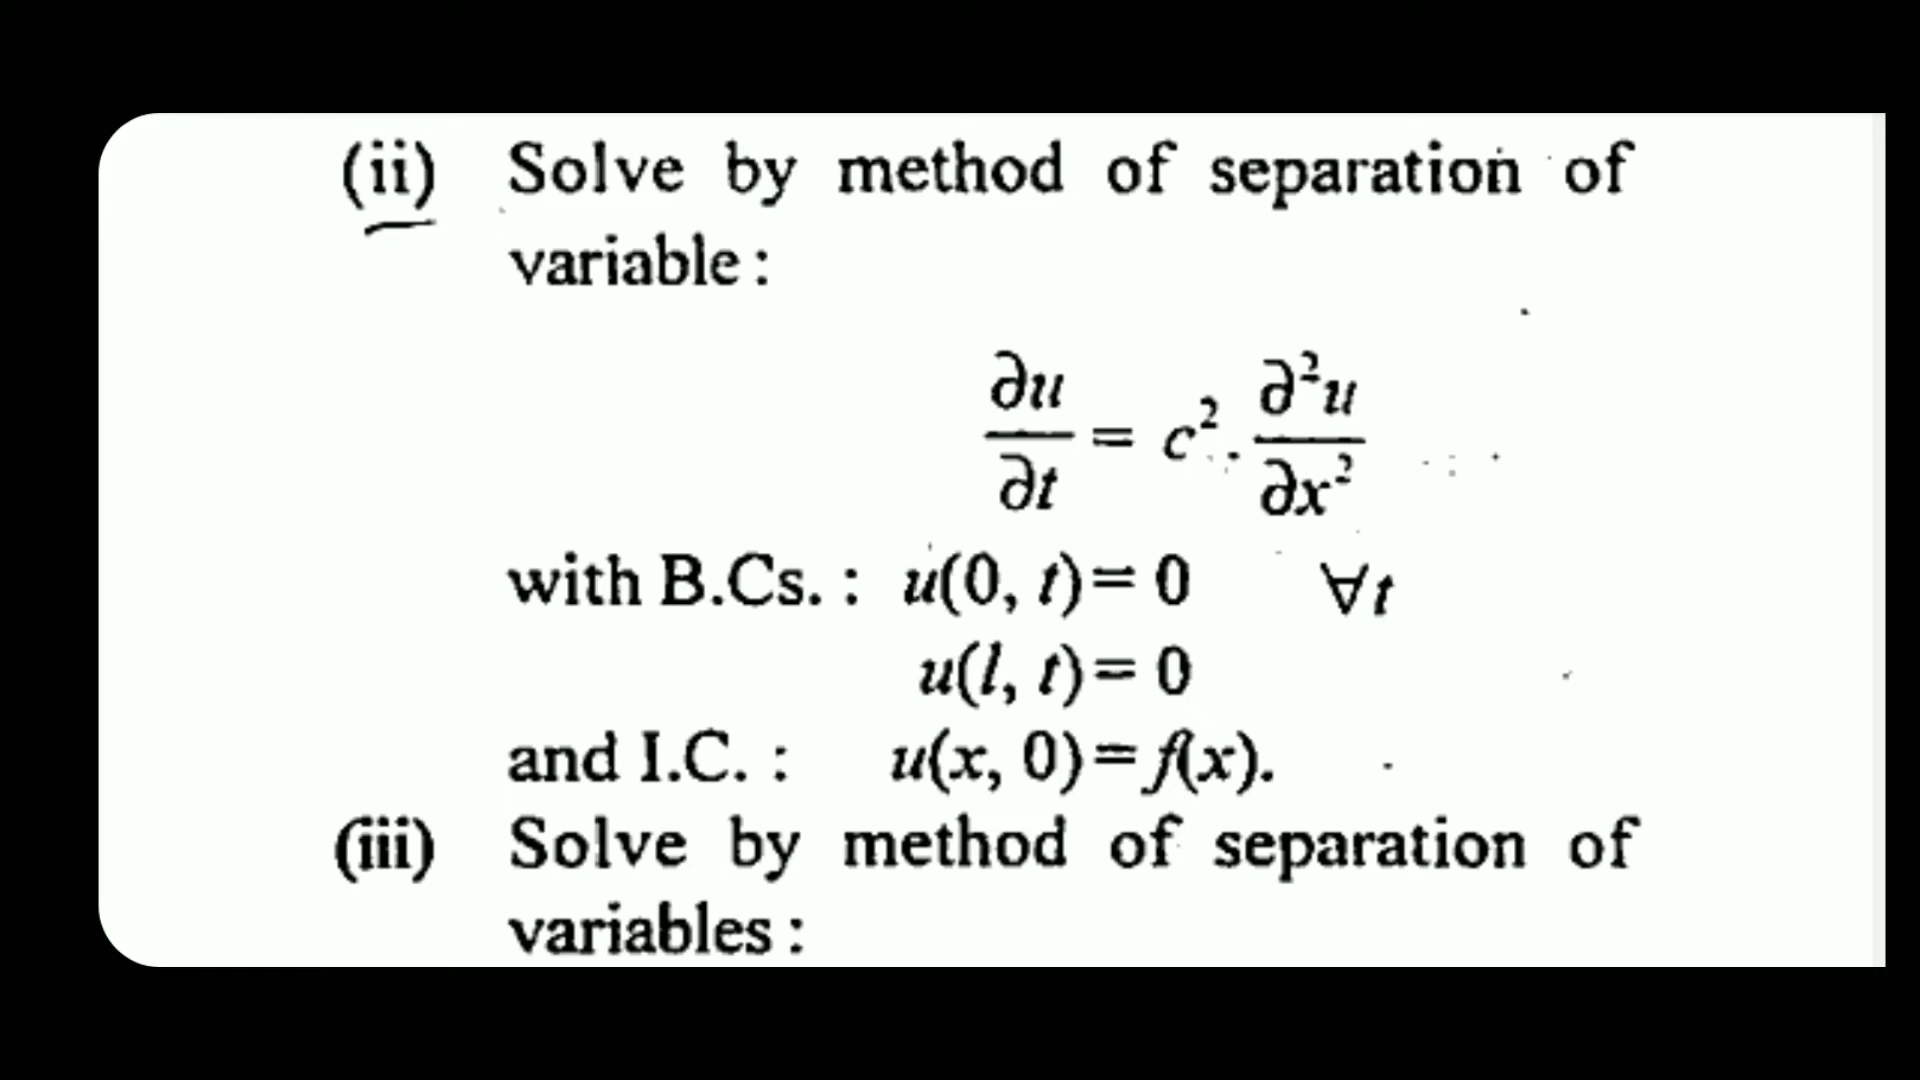 (ii) Solve by method of separation of
variable :
∂u/∂t = c². ∂²u/∂x²
with B.Cs. : u(0, t)= 0 ∀t
u(l, t)= 0
and I.C. : u(x, 0)= f(x).
(iii) Solve by method of separation of
variables :